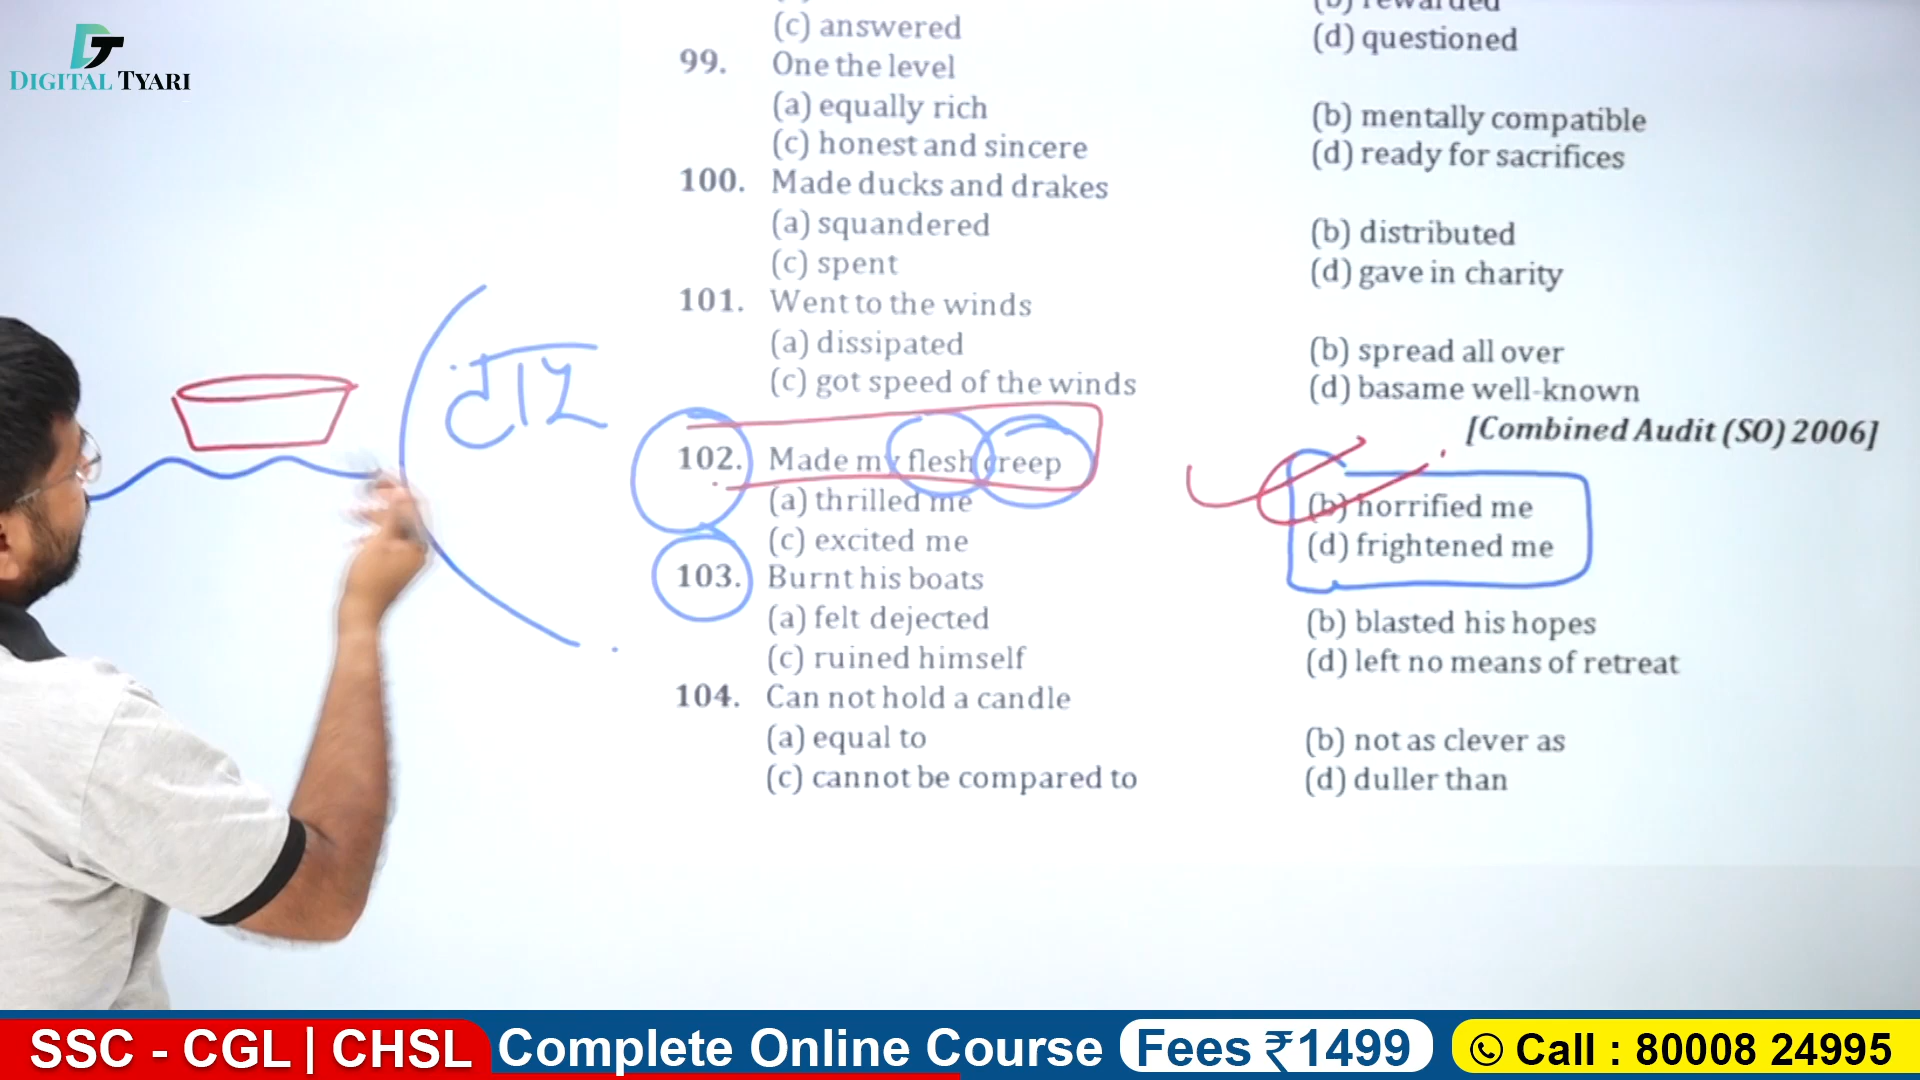 DT
DIGITAL TYARI
(c) answered
(d) questioned
99. One the level
(a) equally rich
(b) mentally compatible
(c) honest and sincere
(d) ready for sacrifices
100. Made ducks and drakes
(a) squandered
(b) distributed
(c) spent
(d) gave in charity
101. Went to the winds
(a) dissipated
(b) spread all over
(c) got speed of the winds
(d) basame well-known
[Combined Audit (SO) 2006]
102. Made my flesh creep
(a) thrilled me
(b) horrified me
(c) excited me
(d) frightened me
103. Burnt his boats
(a) felt dejected
(b) blasted his hopes
(c) ruined himself
(d) left no means of retreat
104. Can not hold a candle
(a) equal to
(b) not as clever as
(c) cannot be compared to
(d) duller than
SSC - CGL | CHSL
Complete Online Course
Fees ₹1499
Call : 80008 24995